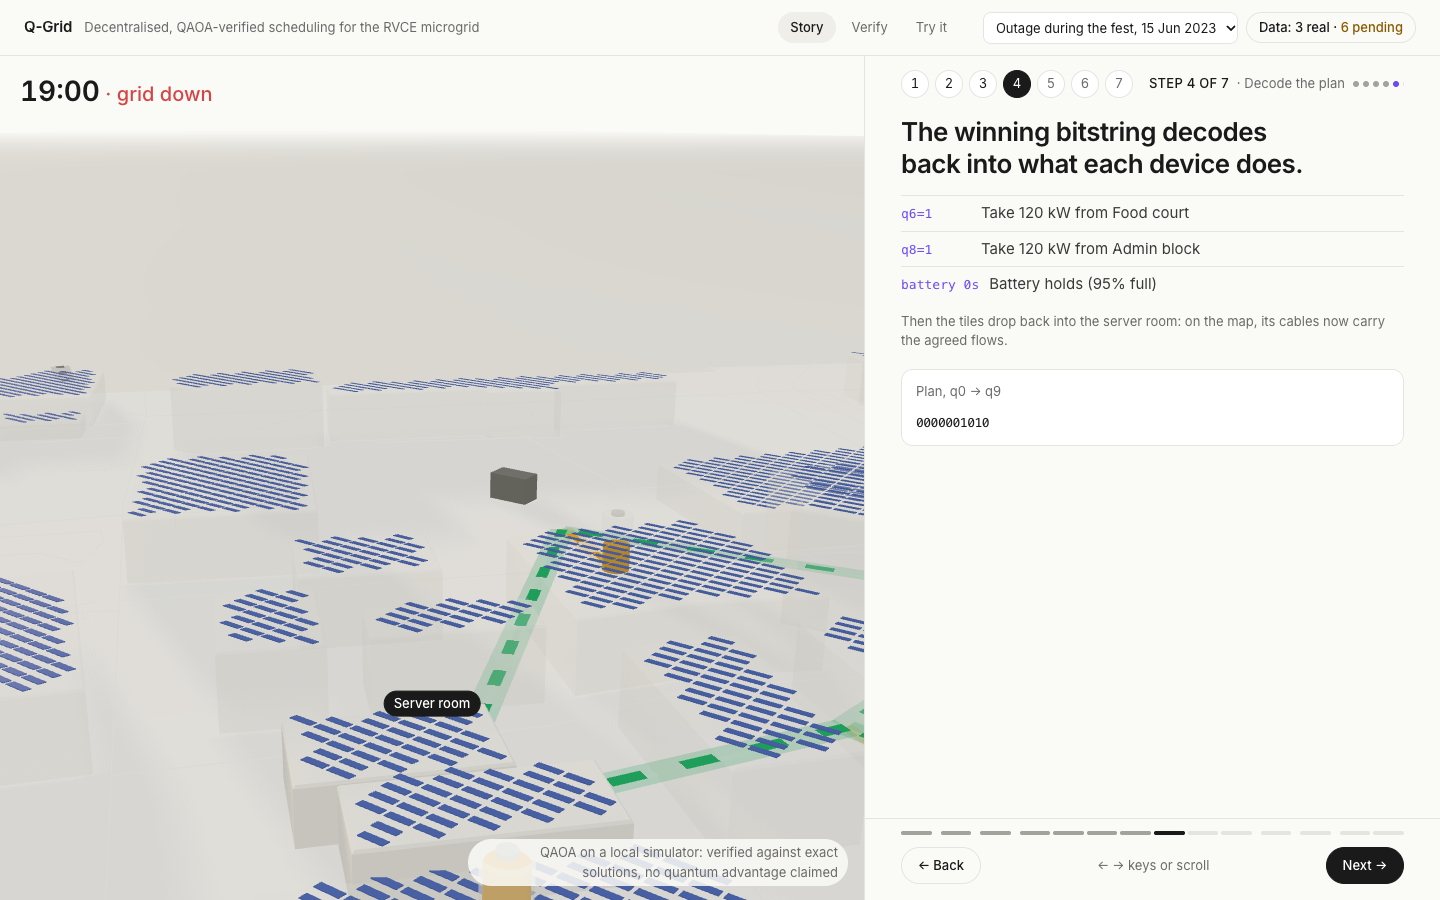 Q-Grid Decentralised, QAOA-verified scheduling for the RVCE microgrid
Story Verify Try it
Outage during the fest, 15 Jun 2023
Data: 3 real · 6 pending
19:00 · grid down
1 2 3 4 5 6 7 STEP 4 OF 7 · Decode the plan
The winning bitstring decodes
back into what each device does.
q6=1 Take 120 kW from Food court
q8=1 Take 120 kW from Admin block
battery 0s Battery holds (95% full)
Then the tiles drop back into the server room: on the map, its cables now carry
the agreed flows.
Plan, q0 → q9
0000001010
Server room
QAOA on a local simulator: verified against exact
solutions, no quantum advantage claimed
← Back
← → keys or scroll
Next →